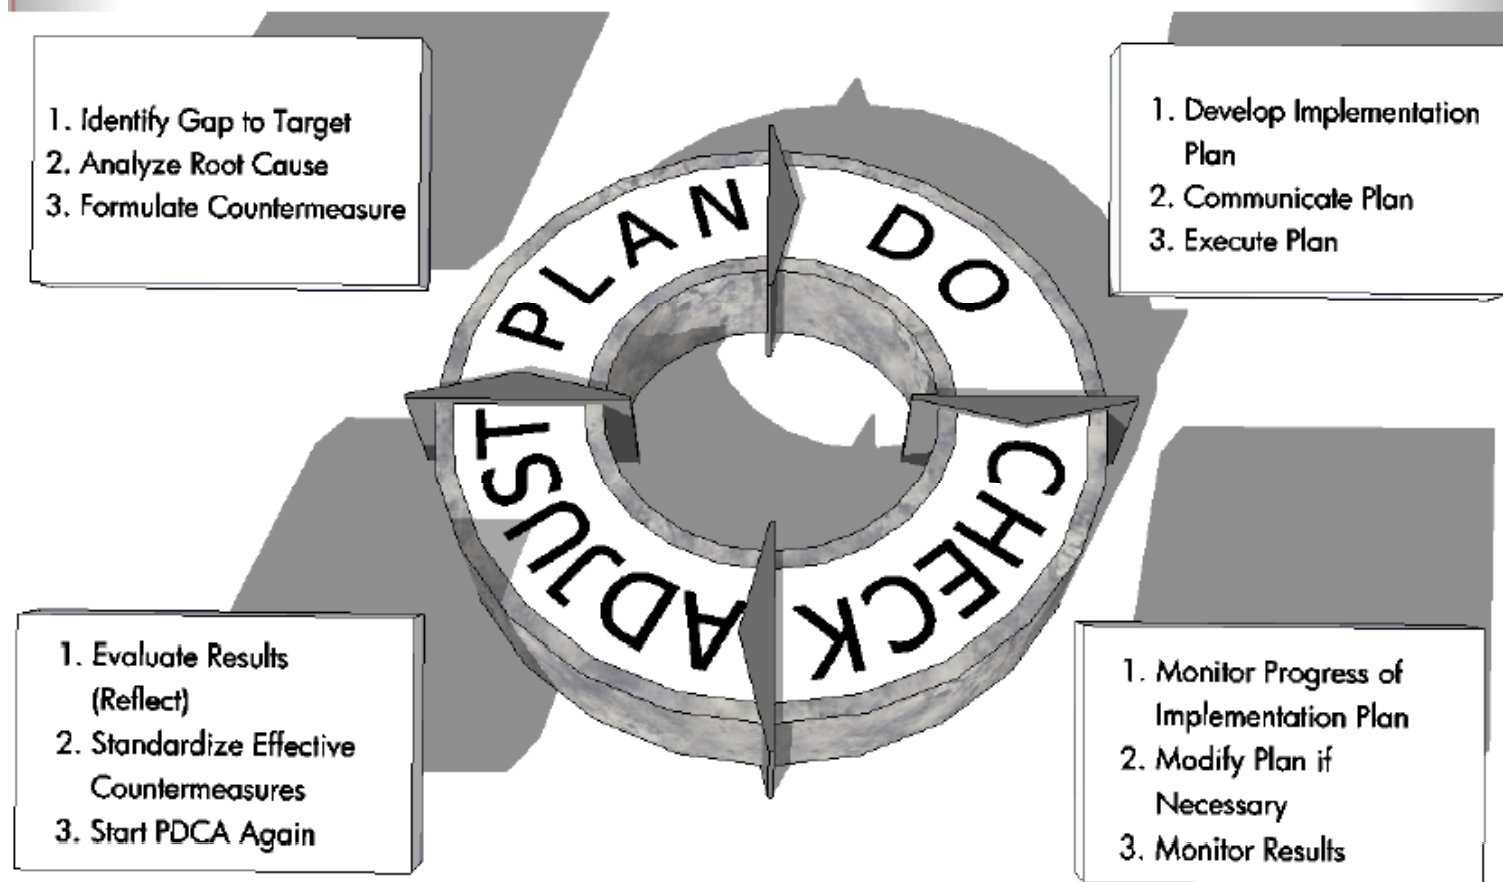 1. Identify Gap to Target
2. Analyze Root Cause
3. Formulate Countermeasure
1. Develop Implementation
Plan
2. Communicate Plan
3. Execute Plan
PLAN
DO
CHECK
ADJUST
1. Evaluate Results
(Reflect)
2. Standardize Effective
Countermeasures
3. Start PDCA Again
1. Monitor Progress of
Implementation Plan
2. Modify Plan if
Necessary
3. Monitor Results